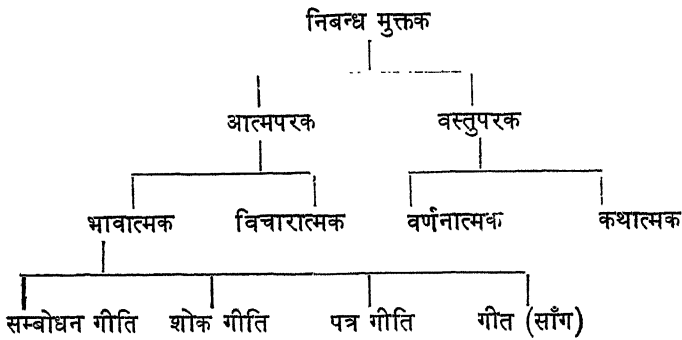 निबन्ध मुक्तक
आत्मपरक वस्तुपरक
भावात्मक विचारात्मक वर्णनात्मक कथात्मक
सम्बोधन गीति शोक गीति पत्र गीति गीत (साँग)